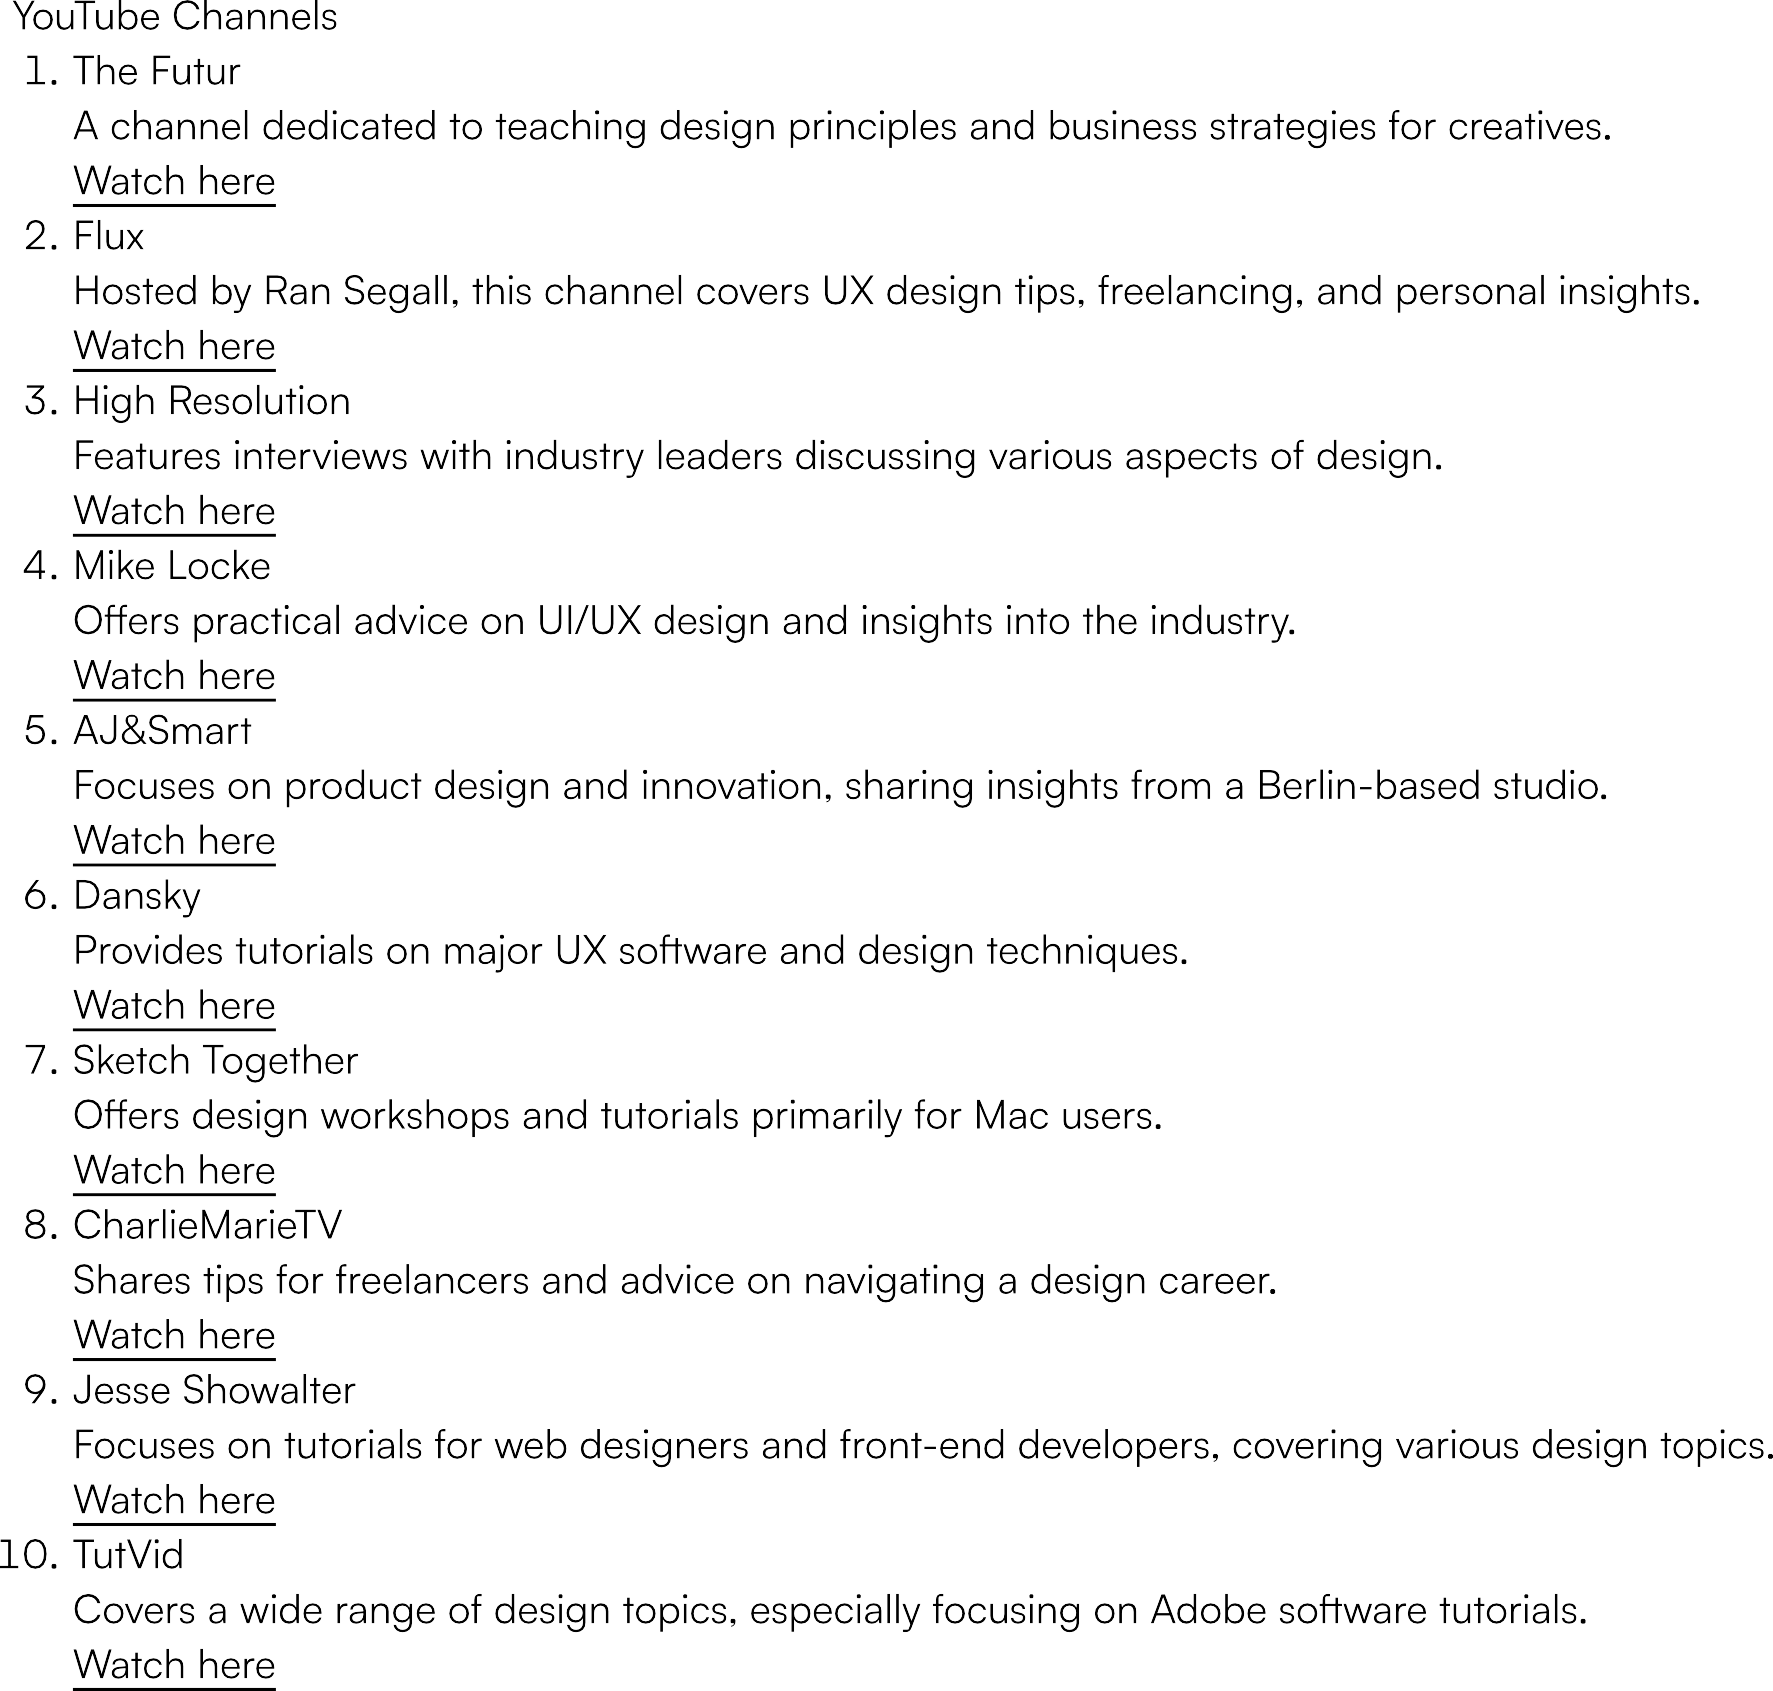 YouTube Channels
1. The Futur
A channel dedicated to teaching design principles and business strategies for creatives.
Watch here
2. Flux
Hosted by Ran Segall, this channel covers UX design tips, freelancing, and personal insights.
Watch here
3. High Resolution
Features interviews with industry leaders discussing various aspects of design.
Watch here
4. Mike Locke
Offers practical advice on UI/UX design and insights into the industry.
Watch here
5. AJ&Smart
Focuses on product design and innovation, sharing insights from a Berlin-based studio.
Watch here
6. Dansky
Provides tutorials on major UX software and design techniques.
Watch here
7. Sketch Together
Offers design workshops and tutorials primarily for Mac users.
Watch here
8. CharlieMarieTV
Shares tips for freelancers and advice on navigating a design career.
Watch here
9. Jesse Showalter
Focuses on tutorials for web designers and front-end developers, covering various design topics.
Watch here
10. TutVid
Covers a wide range of design topics, especially focusing on Adobe software tutorials.
Watch here